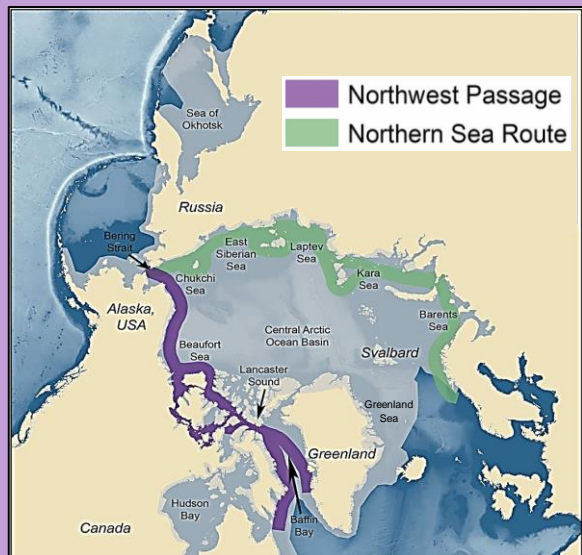 Northwest Passage
Northern Sea Route
Sea of
Okhotsk
Russia
Bering
Strait
East
Siberian
Sea
Laptev
Sea
Kara
Sea
Chukchi
Sea
Barents
Sea
Alaska,
USA
Central Arctic
Ocean Basin
Beaufort
Sea
Svalbard
Lancaster
Sound
Greenland
Sea
Greenland
Hudson
Bay
Baffin
Bay
Canada